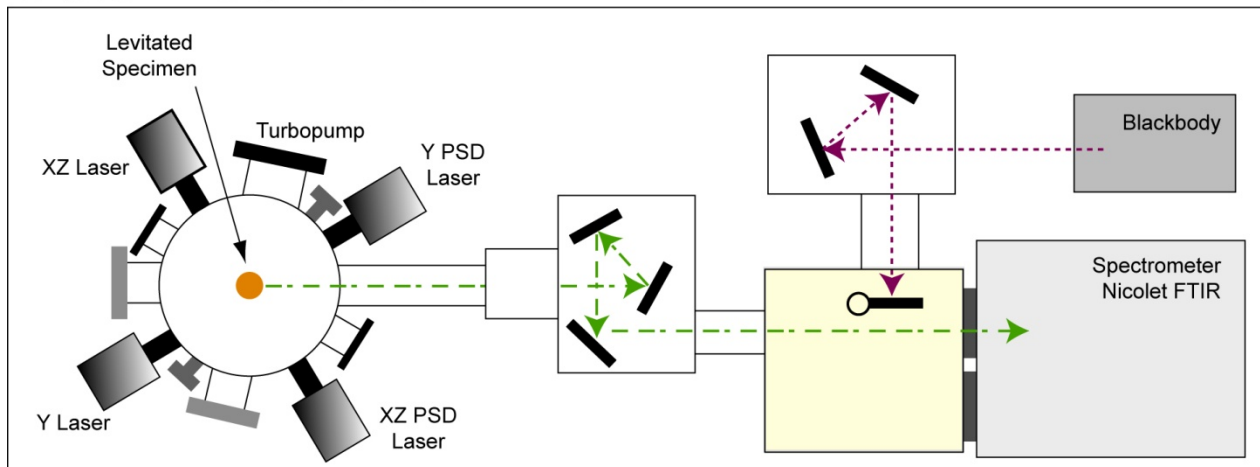 Levitated
Specimen
XZ Laser
Turbopump
Y PSD
Laser
Y Laser
XZ PSD
Laser
Blackbody
Spectrometer
Nicolet FTIR